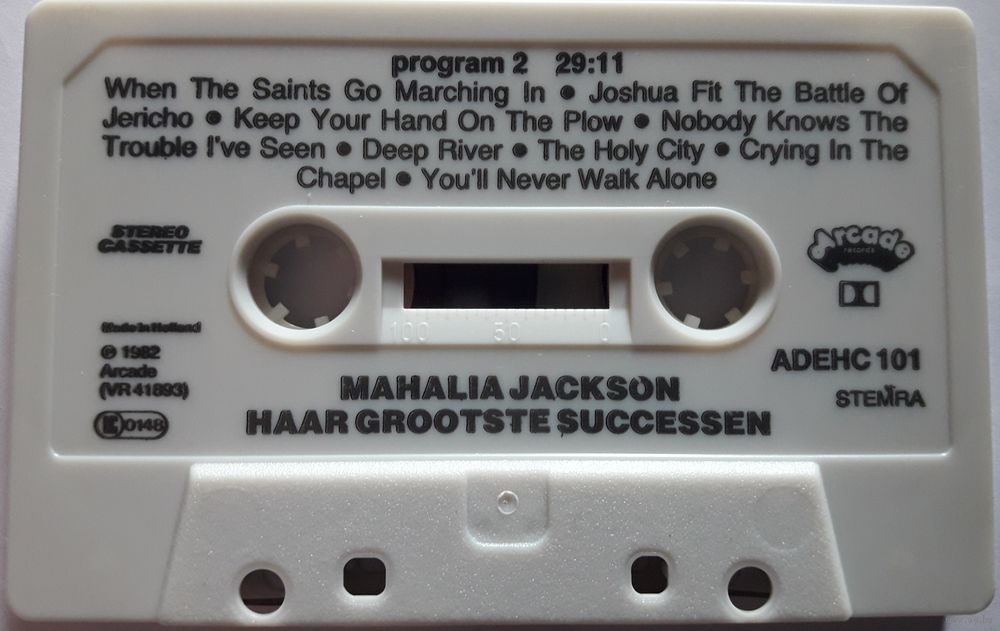 program 2 29:11
When The Saints Go Marching In • Joshua Fit The Battle Of
Jericho • Keep Your Hand On The Plow • Nobody Knows The
Trouble I've Seen • Deep River • The Holy City • Crying In The
Chapel • You'll Never Walk Alone
STEREO
CASSETTE
Arcade
records
Made in Holland
℗ 1982
Arcade
(VR 41893)
0148
100 50 0
ADEHC 101
STEMRA
MAHALIA JACKSON
HAAR GROOTSTE SUCCESSEN